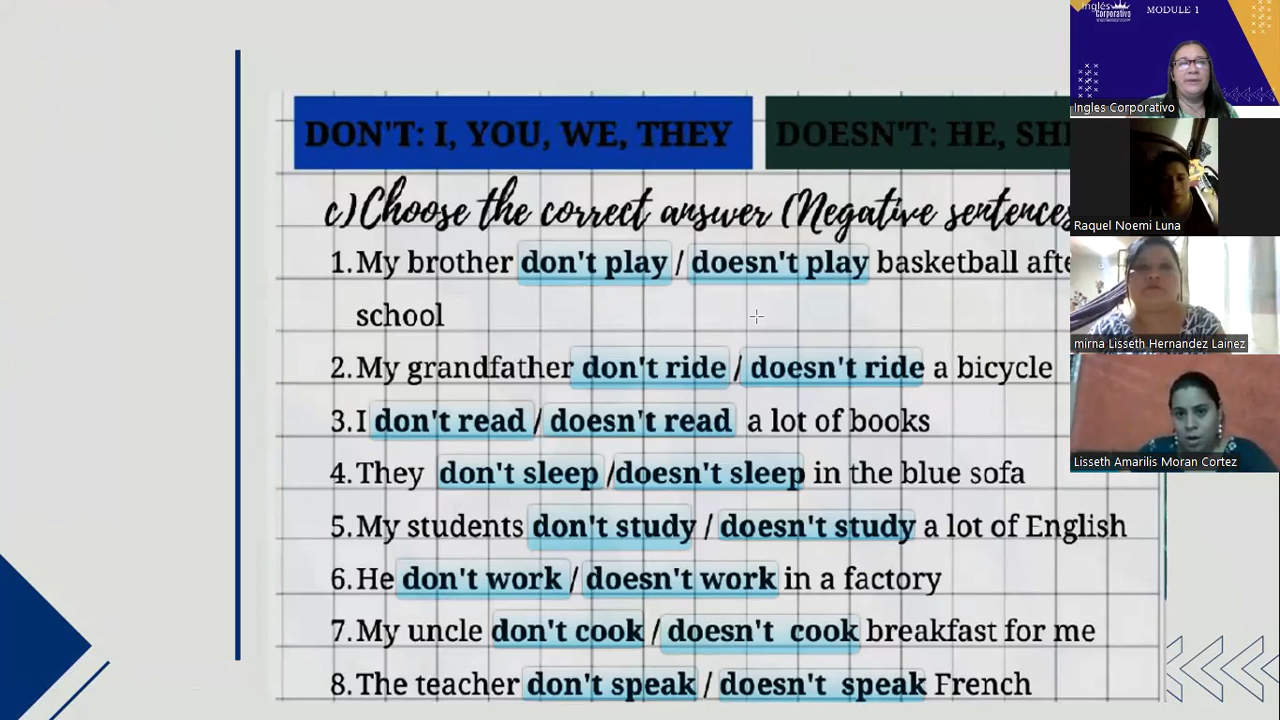 DON'T: I, YOU, WE, THEY
DOESN'T: HE, SH
c)Choose the correct answer (Negative sentences
1. My brother don't play / doesn't play basketball afte
school
2. My grandfather don't ride / doesn't ride a bicycle
3. I don't read / doesn't read a lot of books
4. They don't sleep /doesn't sleep in the blue sofa
5. My students don't study / doesn't study a lot of English
6. He don't work / doesn't work in a factory
7. My uncle don't cook / doesn't cook breakfast for me
8. The teacher don't speak / doesn't speak French
Inglés
Corporativo
MODULE 1
Ingles Corporativo
Raquel Noemi Luna
mirna Lisseth Hernandez Lainez
Lisseth Amarilis Moran Cortez